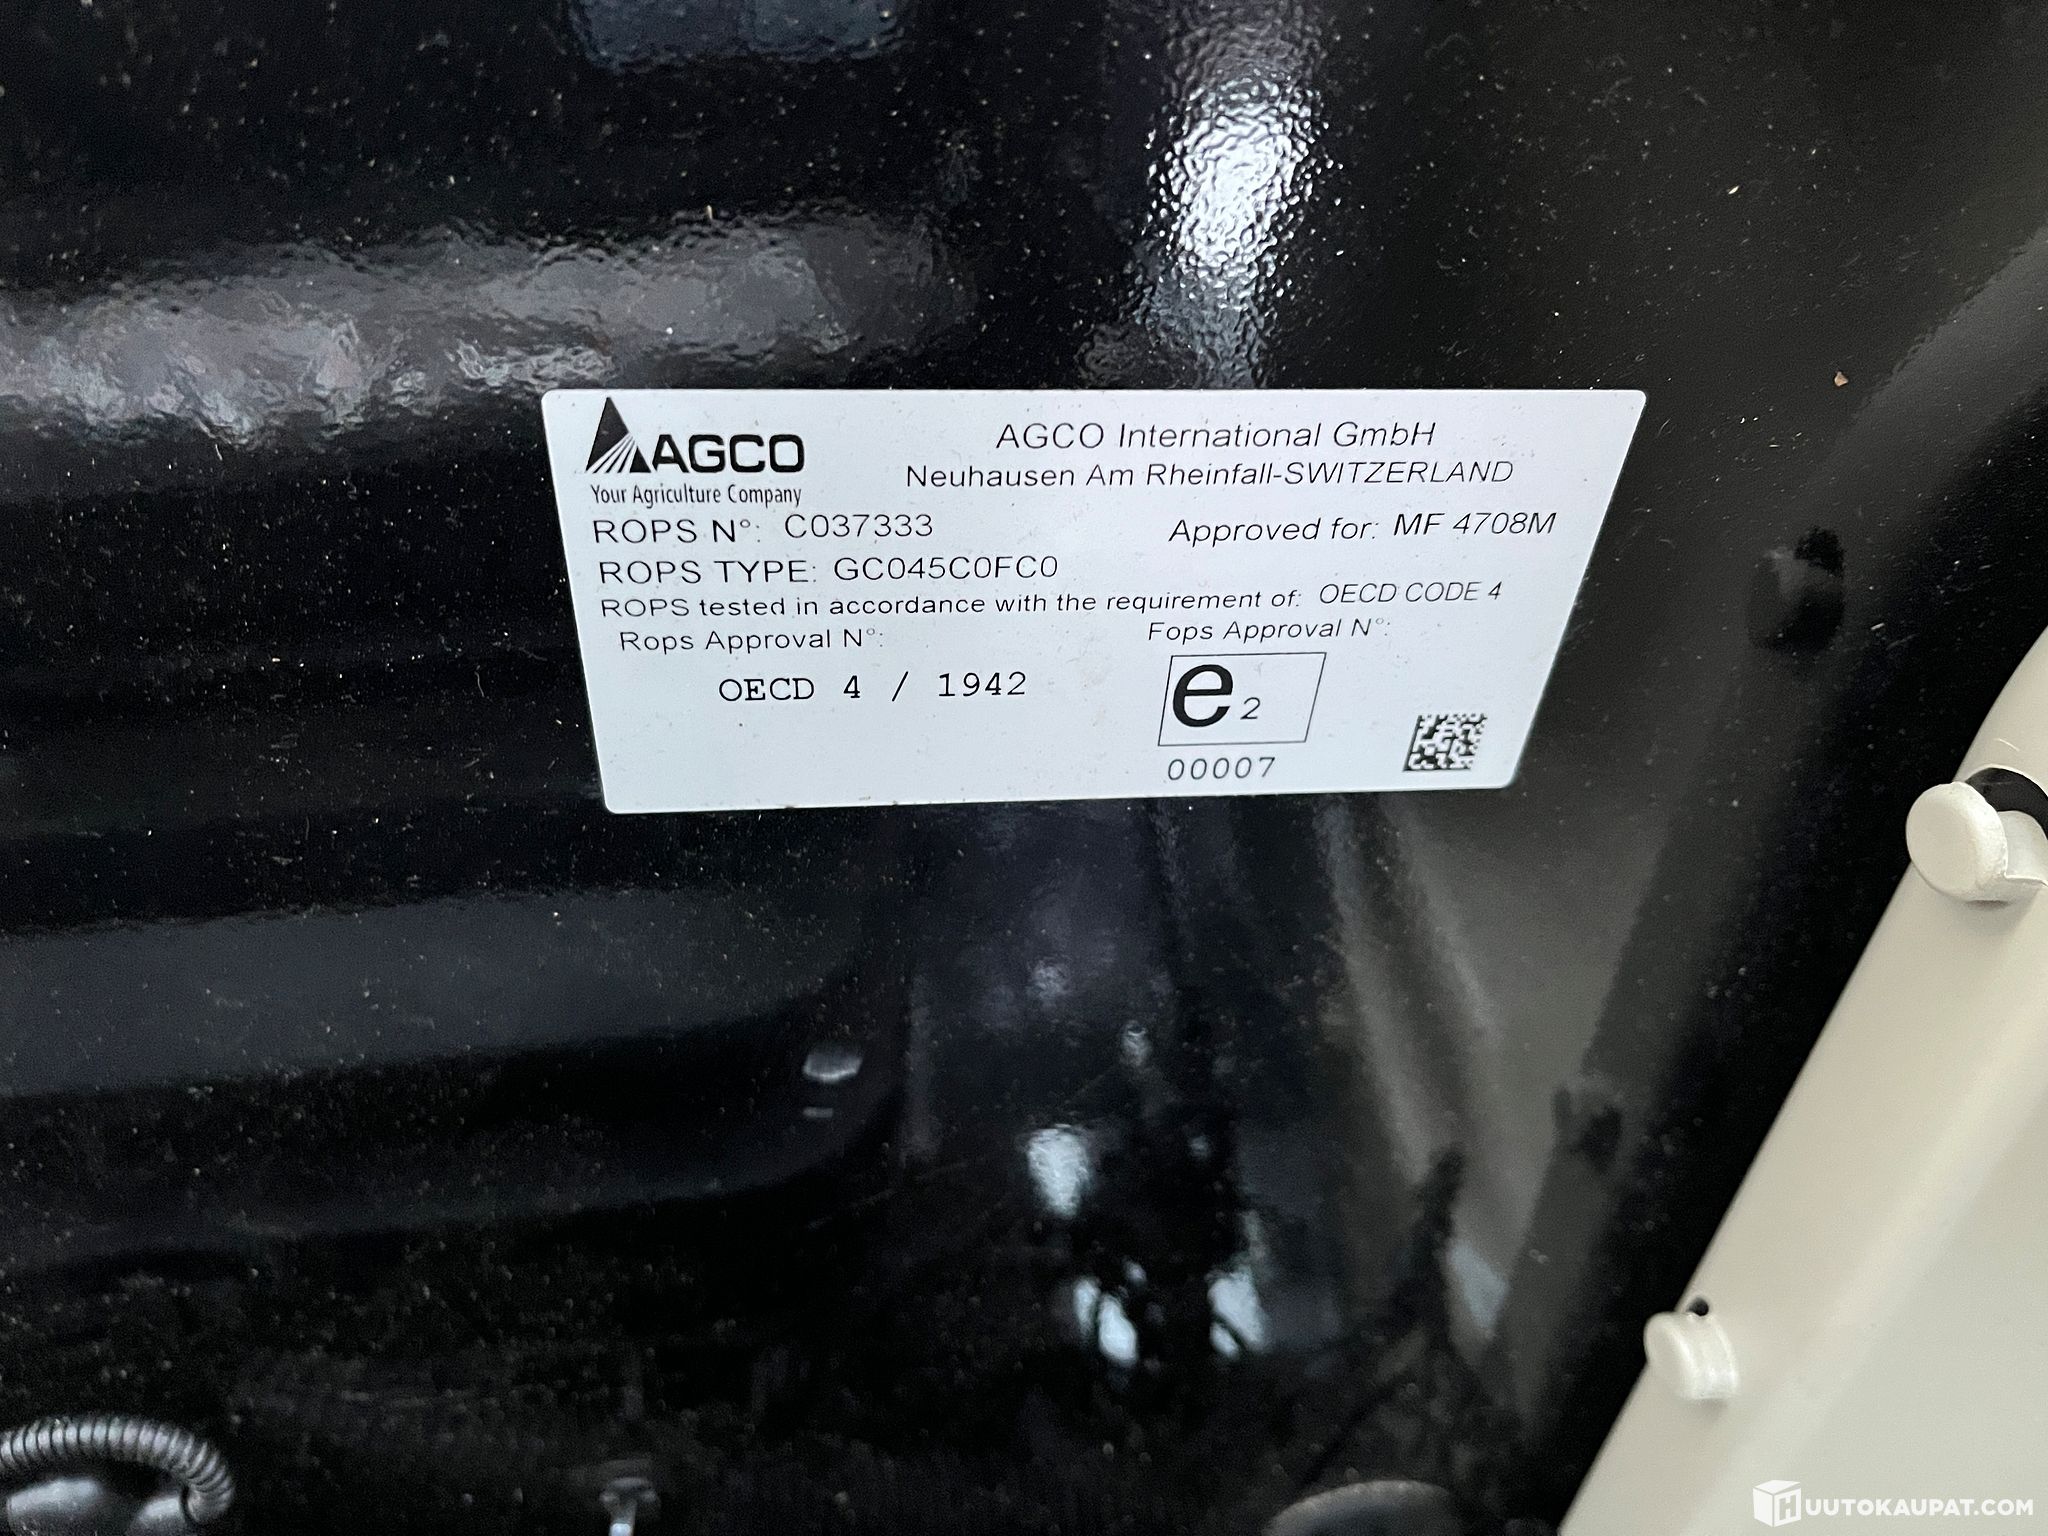 AGCO
Your Agriculture Company
AGCO International GmbH
Neuhausen Am Rheinfall-SWITZERLAND
ROPS N°: C037333
Approved for: MF 4708M
ROPS TYPE: GC045C0FC0
ROPS tested in accordance with the requirement of: OECD CODE 4
Rops Approval N°:
Fops Approval N°:
OECD 4 / 1942
e2
00007
HUUTOKAUPAT.COM